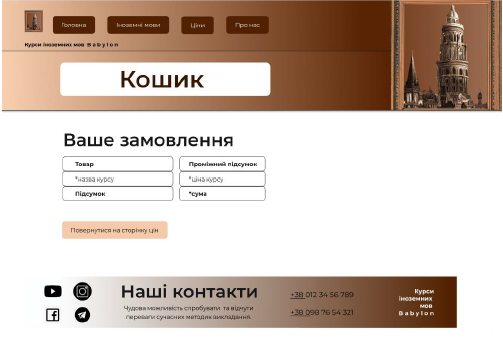 Головна
Іноземні мови
Ціни
Про нас
Курси Іноземних мов Babylon
Кошик
Ваше замовлення
Товар
Проміжний підсумок
*назва курсу
*ціна курсу
Підсумок
*сума
Повернутися на сторінку цін
Наші контакти
Чудова можливість спробувати та відчути
переваги сучасних методик викладання.
+38 012 34 56 789
+38 098 76 54 321
Курси
Іноземних
мов
Babylon